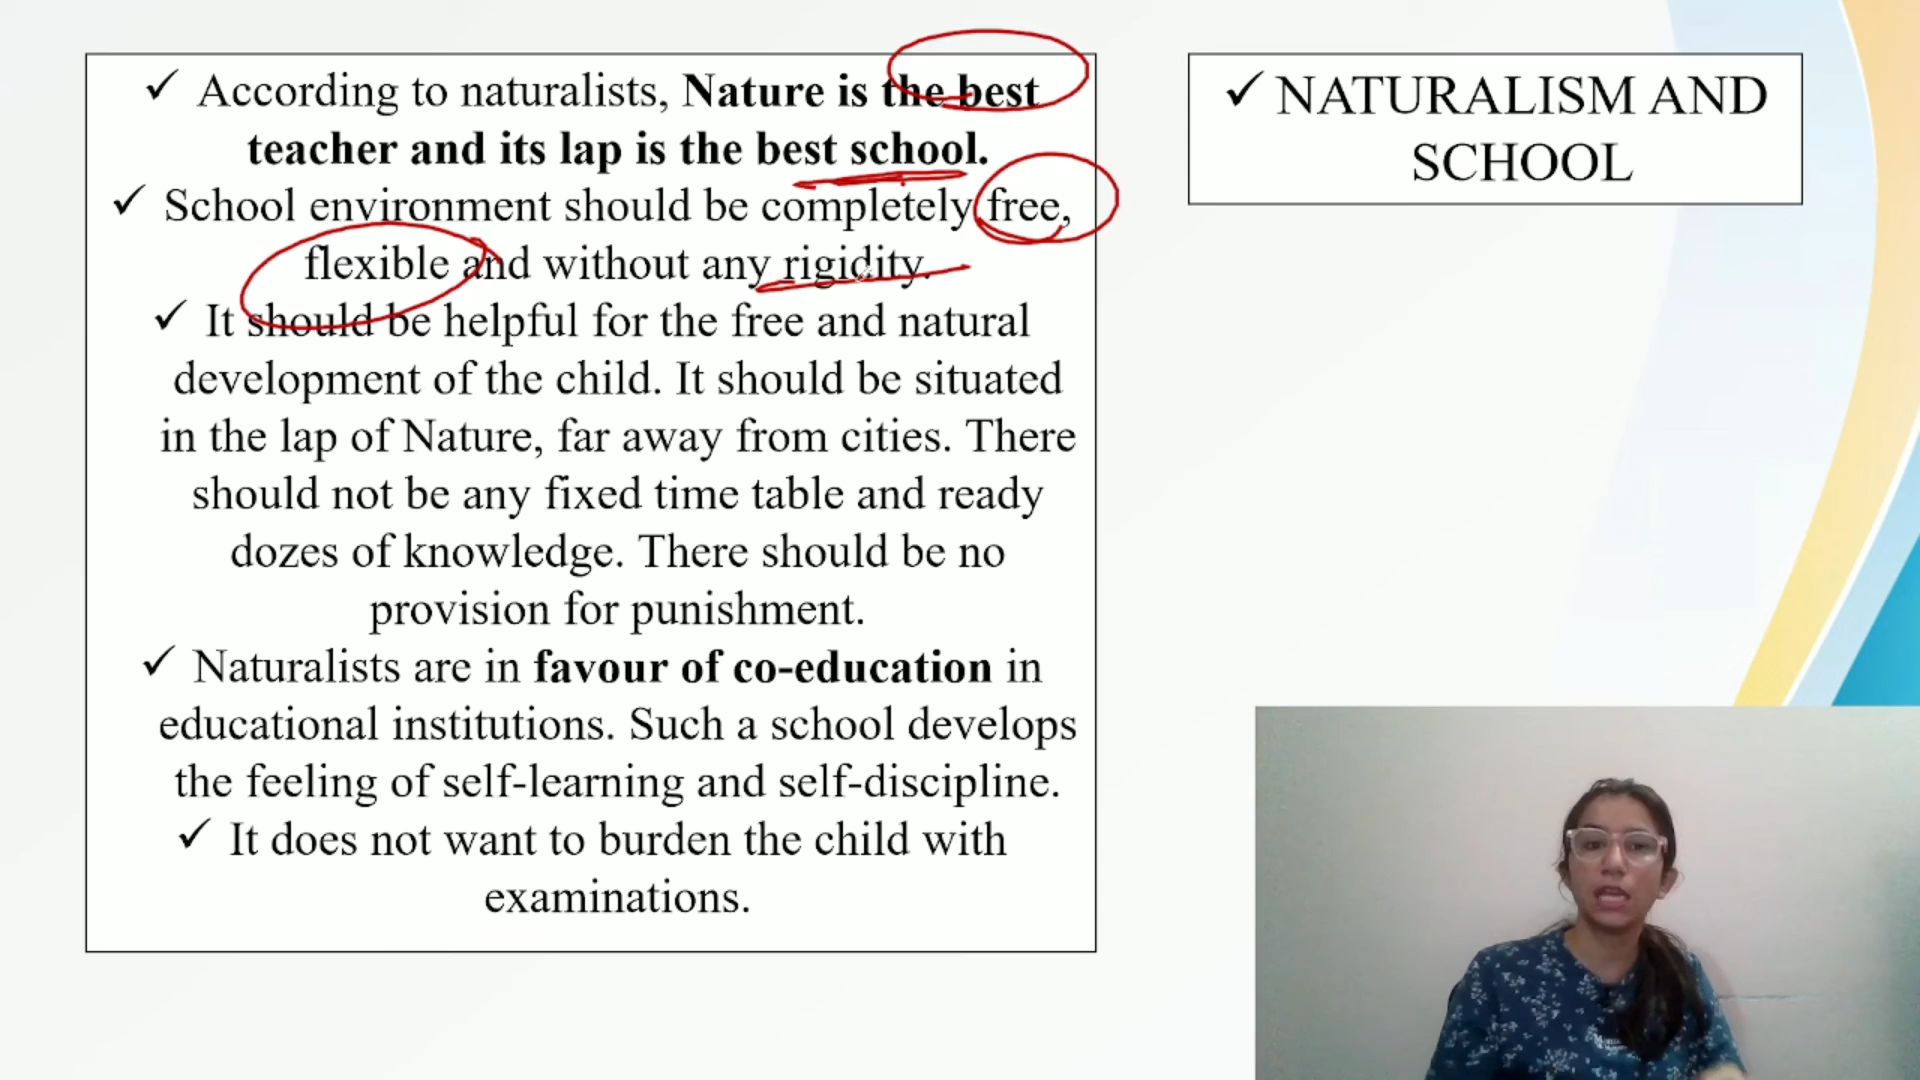 ✓ According to naturalists, Nature is the best
teacher and its lap is the best school.
✓ School environment should be completely free,
flexible and without any rigidity.
✓ It should be helpful for the free and natural
development of the child. It should be situated
in the lap of Nature, far away from cities. There
should not be any fixed time table and ready
dozes of knowledge. There should be no
provision for punishment.
✓ Naturalists are in favour of co-education in
educational institutions. Such a school develops
the feeling of self-learning and self-discipline.
✓ It does not want to burden the child with
examinations.
✓ NATURALISM AND
SCHOOL